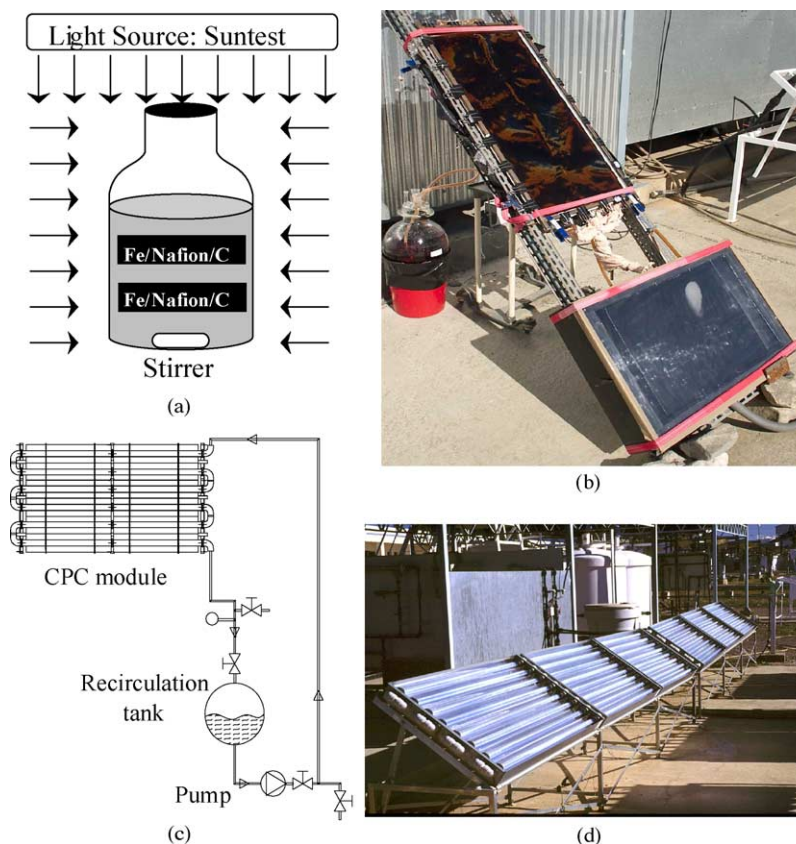 Light Source: Suntest
Fe/Nafion/C
Fe/Nafion/C
Stirrer
(a)
(b)
CPC module
Recirculation
tank
Pump
(c)
(d)